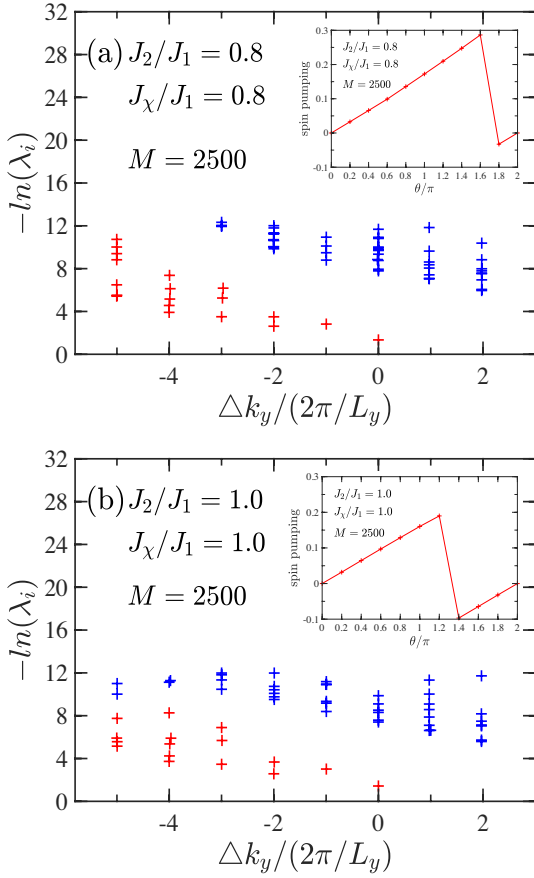 (a) J₂/J₁ = 0.8
Jχ/J₁ = 0.8
M = 2500
−ln(λᵢ)
32
28
24
20
16
12
8
4
0
-4
-2
0
2
△k_y/(2π/L_y)
spin pumping
0.3
0.2
0.1
0
-0.1
J₂/J₁ = 0.8
Jχ/J₁ = 0.8
M = 2500
0 0.2 0.4 0.6 0.8 1 1.2 1.4 1.6 1.8 2
θ/π
(b) J₂/J₁ = 1.0
Jχ/J₁ = 1.0
M = 2500
−ln(λᵢ)
32
28
24
20
16
12
8
4
0
-4
-2
0
2
△k_y/(2π/L_y)
spin pumping
0.3
0.2
0.1
0
-0.1
J₂/J₁ = 1.0
Jχ/J₁ = 1.0
M = 2500
0 0.2 0.4 0.6 0.8 1 1.2 1.4 1.6 1.8 2
θ/π